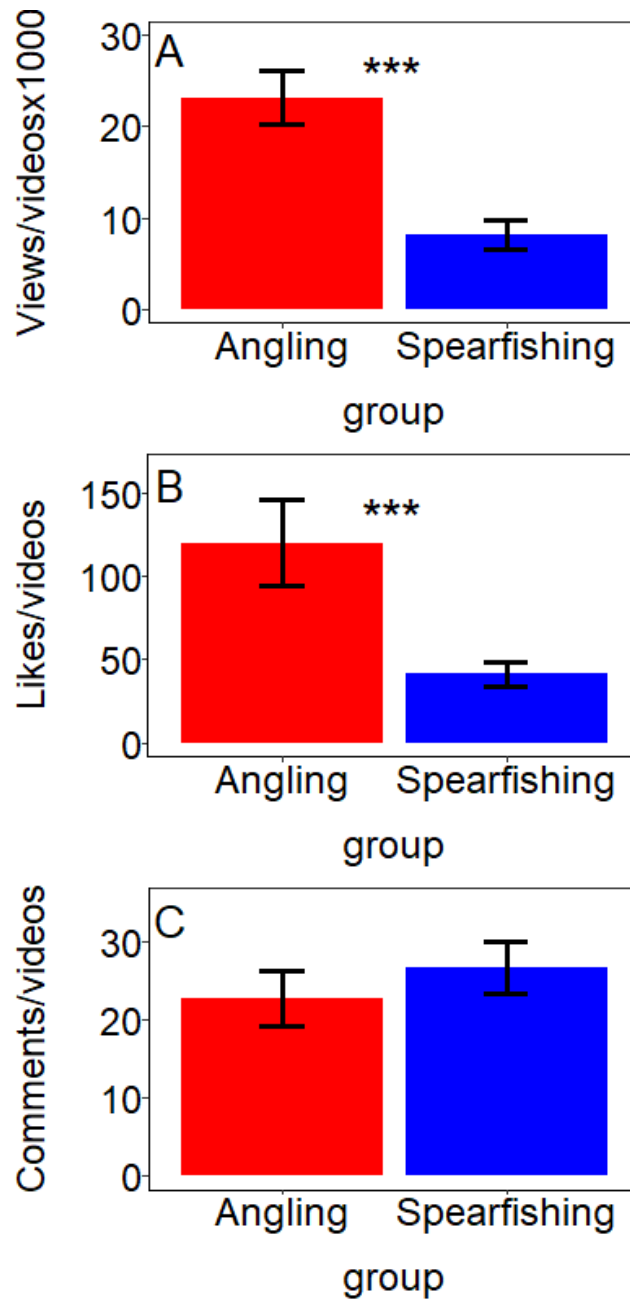 Views/videosx1000
30
20
10
0
A
***
Angling Spearfishing
group
Likes/videos
150
100
50
0
B
***
Angling Spearfishing
group
Comments/videos
30
20
10
0
C
Angling Spearfishing
group